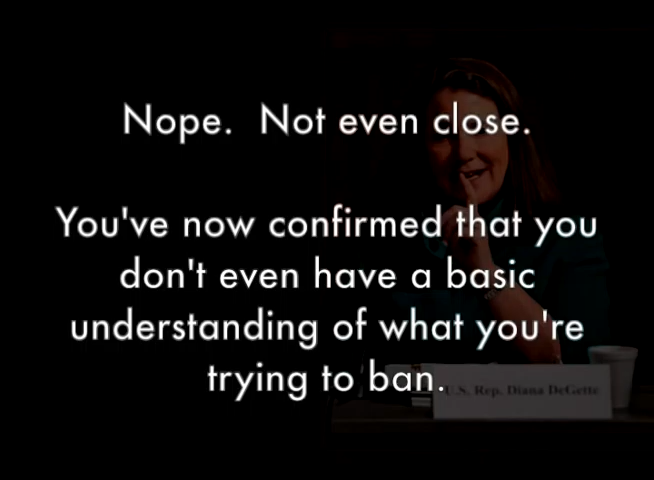 Nope. Not even close.
You've now confirmed that you
don't even have a basic
understanding of what you're
trying to ban.
U.S. Rep. Diana DeGette